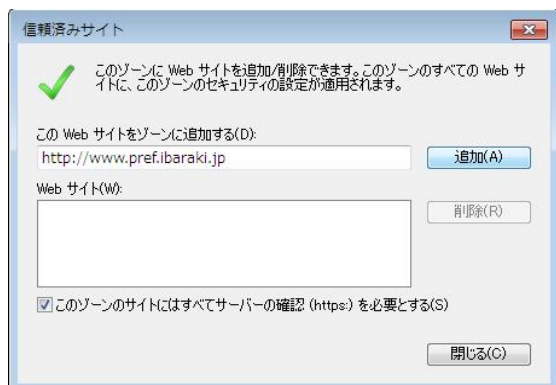 信頼済みサイト
このゾーンに Web サイトを追加/削除できます。このゾーンのすべての Web サ
イトに、このゾーンのセキュリティの設定が適用されます。
この Web サイトをゾーンに追加する(D):
http://www.pref.ibaraki.jp
追加(A)
Web サイト(W):
削除(R)
このゾーンのサイトにはすべてサーバーの確認 (https:) を必要とする(S)
閉じる(C)